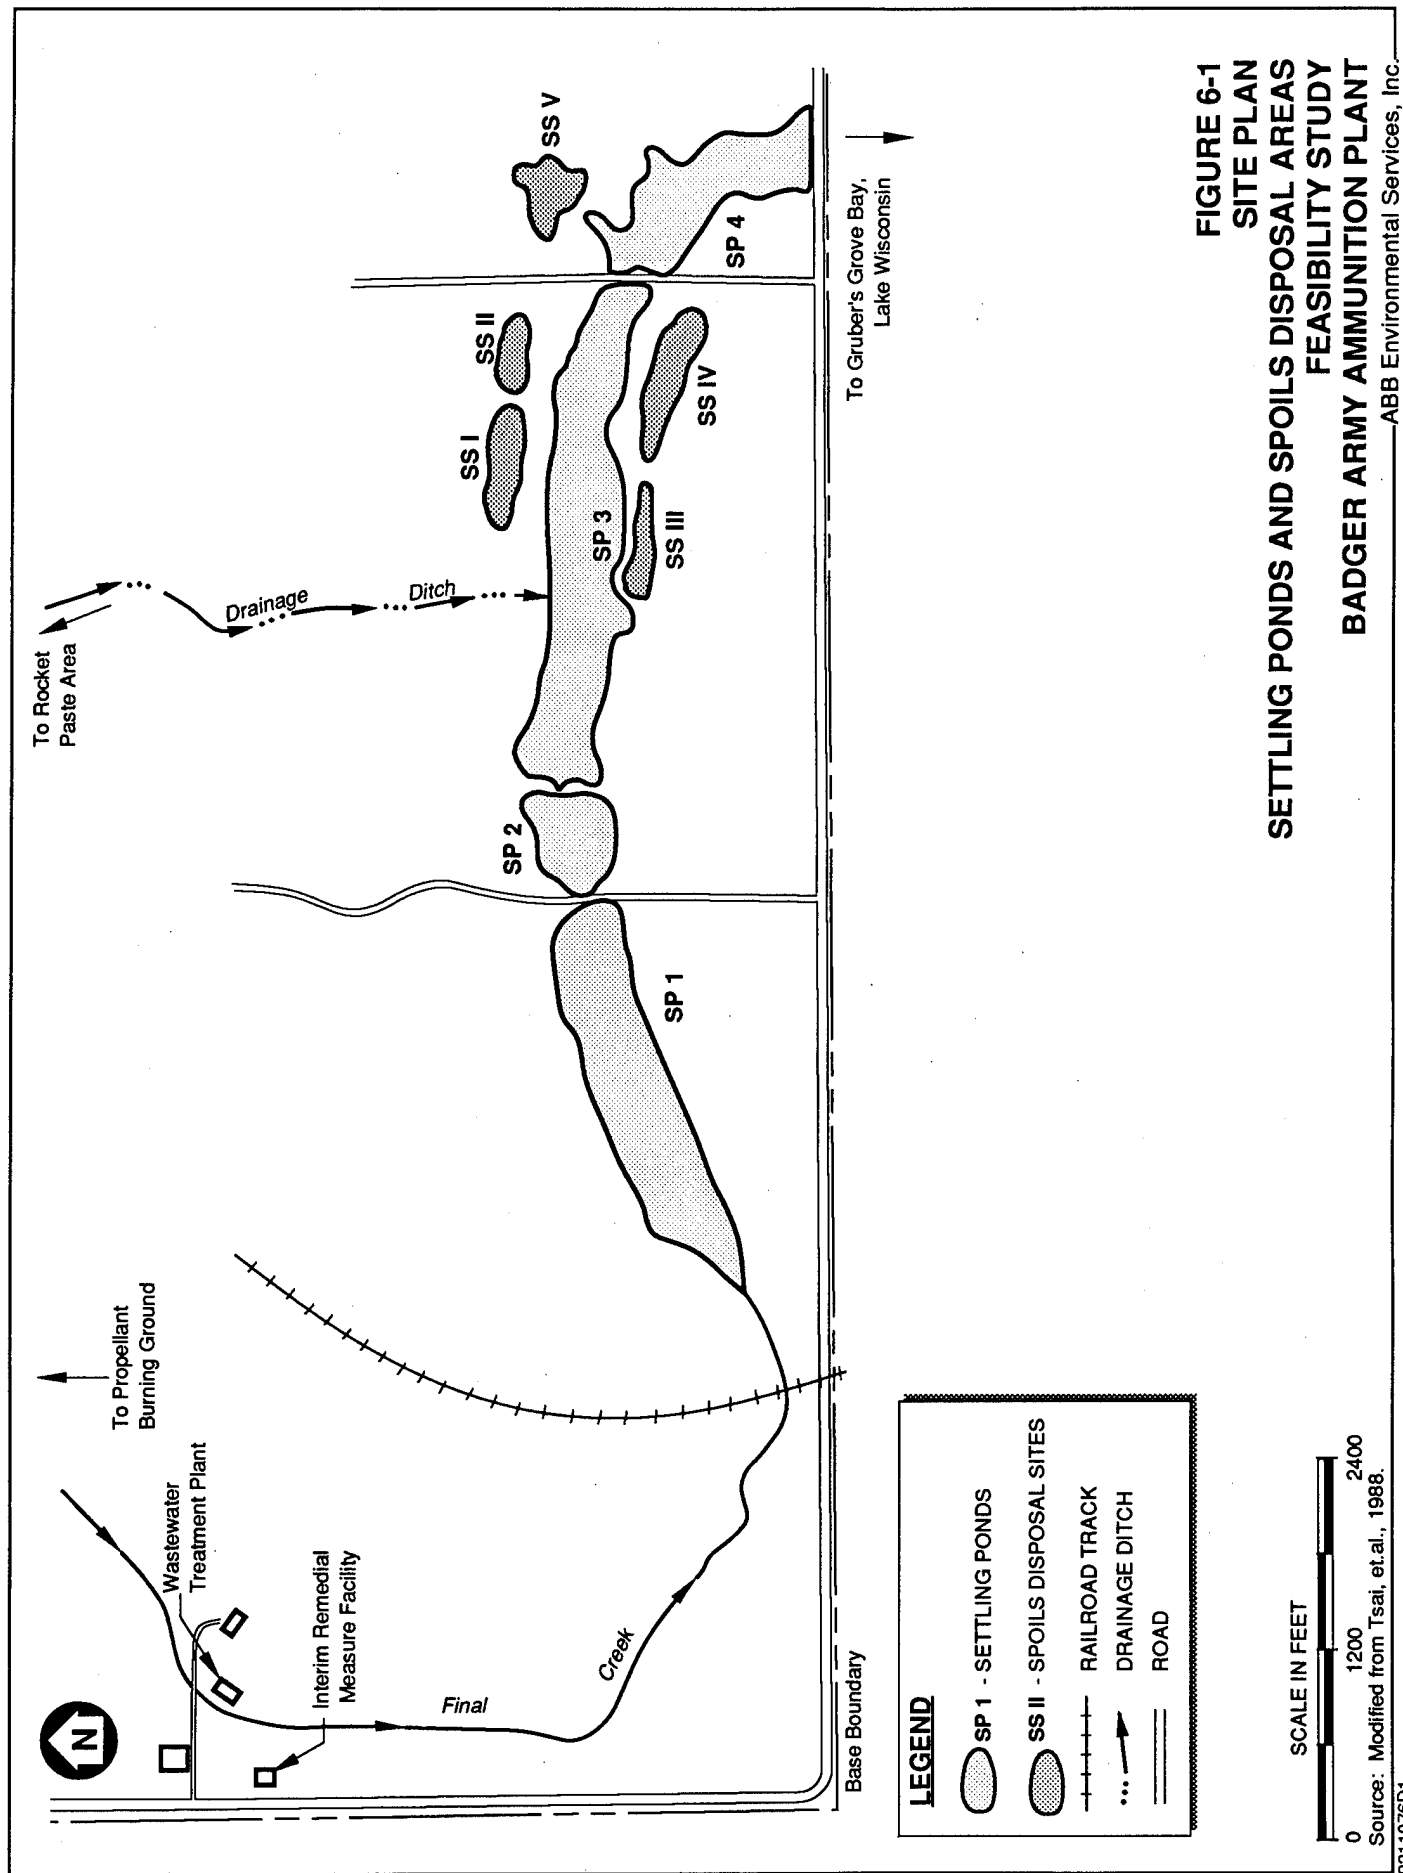 N
To Propellant
Burning Ground
To Rocket
Paste Area
Wastewater
Treatment Plant
Interim Remedial
Measure Facility
Final
Creek
Drainage
Ditch
SP 1
SP 2
SP 3
SP 4
SS I
SS II
SS III
SS IV
SS V
Base Boundary
To Gruber's Grove Bay,
Lake Wisconsin
LEGEND
SP 1 - SETTLING PONDS
SS II - SPOILS DISPOSAL SITES
RAILROAD TRACK
DRAINAGE DITCH
ROAD
SCALE IN FEET
0 1200 2400
Source: Modified from Tsai, et.al., 1988.
FIGURE 6-1
SITE PLAN
SETTLING PONDS AND SPOILS DISPOSAL AREAS
FEASIBILITY STUDY
BADGER ARMY AMMUNITION PLANT
ABB Environmental Services, Inc.